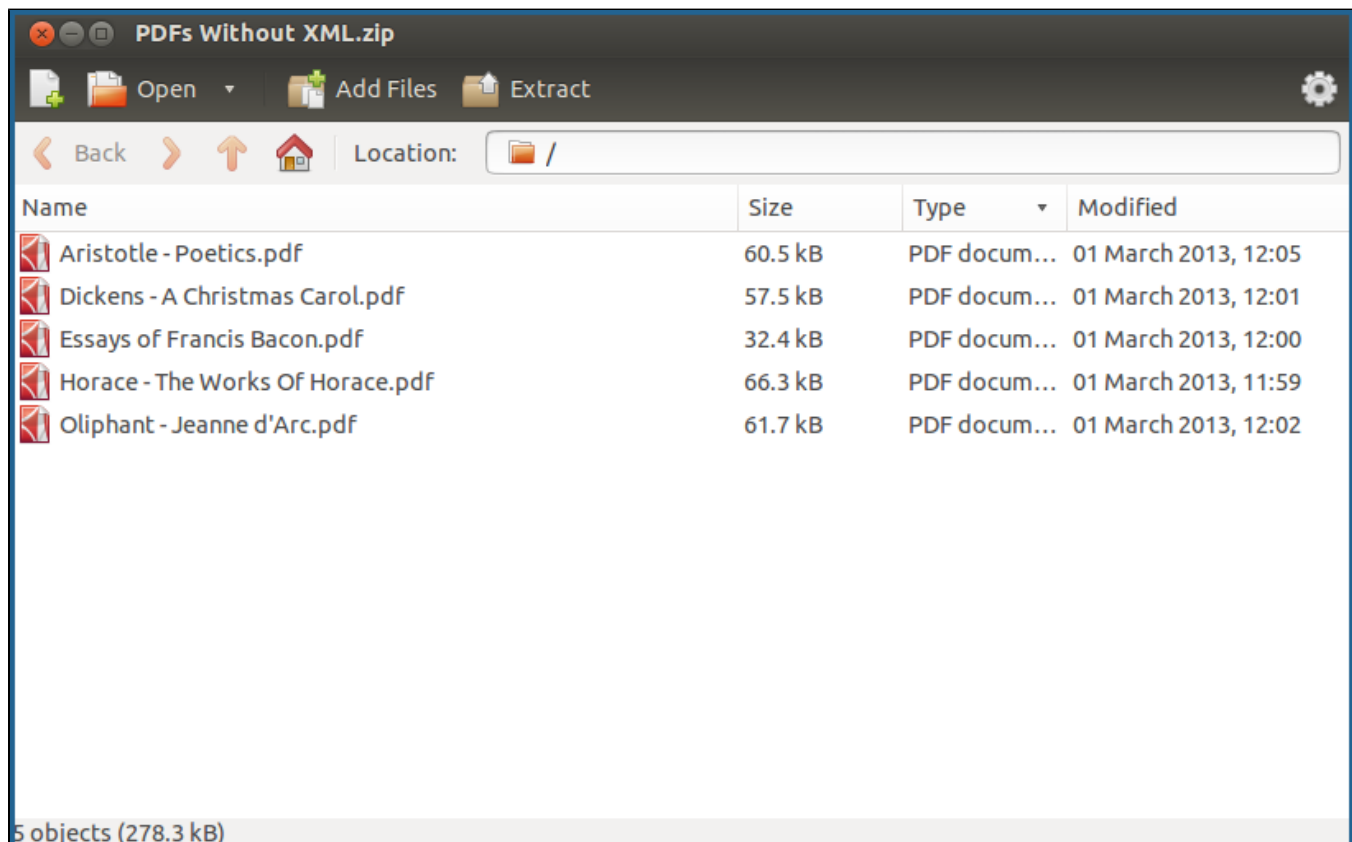 PDFs Without XML.zip
Open Add Files Extract
Back Location: /
Name Size Type Modified
Aristotle - Poetics.pdf 60.5 kB PDF docum... 01 March 2013, 12:05
Dickens - A Christmas Carol.pdf 57.5 kB PDF docum... 01 March 2013, 12:01
Essays of Francis Bacon.pdf 32.4 kB PDF docum... 01 March 2013, 12:00
Horace - The Works Of Horace.pdf 66.3 kB PDF docum... 01 March 2013, 11:59
Oliphant - Jeanne d'Arc.pdf 61.7 kB PDF docum... 01 March 2013, 12:02
5 objects (278.3 kB)